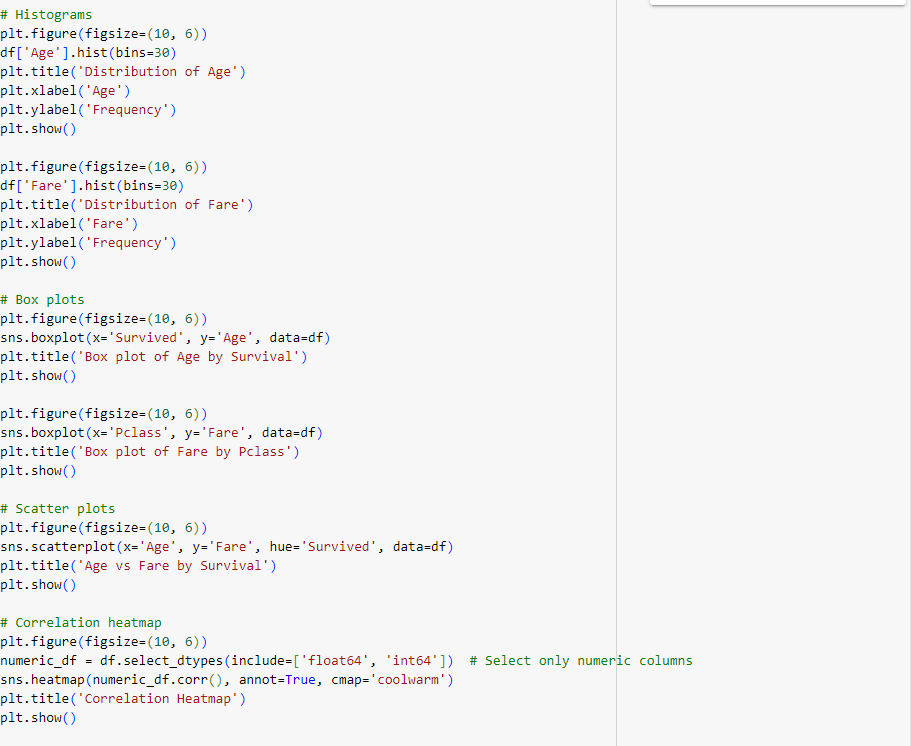 # Histograms
plt.figure(figsize=(10, 6))
df['Age'].hist(bins=30)
plt.title('Distribution of Age')
plt.xlabel('Age')
plt.ylabel('Frequency')
plt.show()

plt.figure(figsize=(10, 6))
df['Fare'].hist(bins=30)
plt.title('Distribution of Fare')
plt.xlabel('Fare')
plt.ylabel('Frequency')
plt.show()

# Box plots
plt.figure(figsize=(10, 6))
sns.boxplot(x='Survived', y='Age', data=df)
plt.title('Box plot of Age by Survival')
plt.show()

plt.figure(figsize=(10, 6))
sns.boxplot(x='Pclass', y='Fare', data=df)
plt.title('Box plot of Fare by Pclass')
plt.show()

# Scatter plots
plt.figure(figsize=(10, 6))
sns.scatterplot(x='Age', y='Fare', hue='Survived', data=df)
plt.title('Age vs Fare by Survival')
plt.show()

# Correlation heatmap
plt.figure(figsize=(10, 6))
numeric_df = df.select_dtypes(include=['float64', 'int64'])  # Select only numeric columns
sns.heatmap(numeric_df.corr(), annot=True, cmap='coolwarm')
plt.title('Correlation Heatmap')
plt.show()